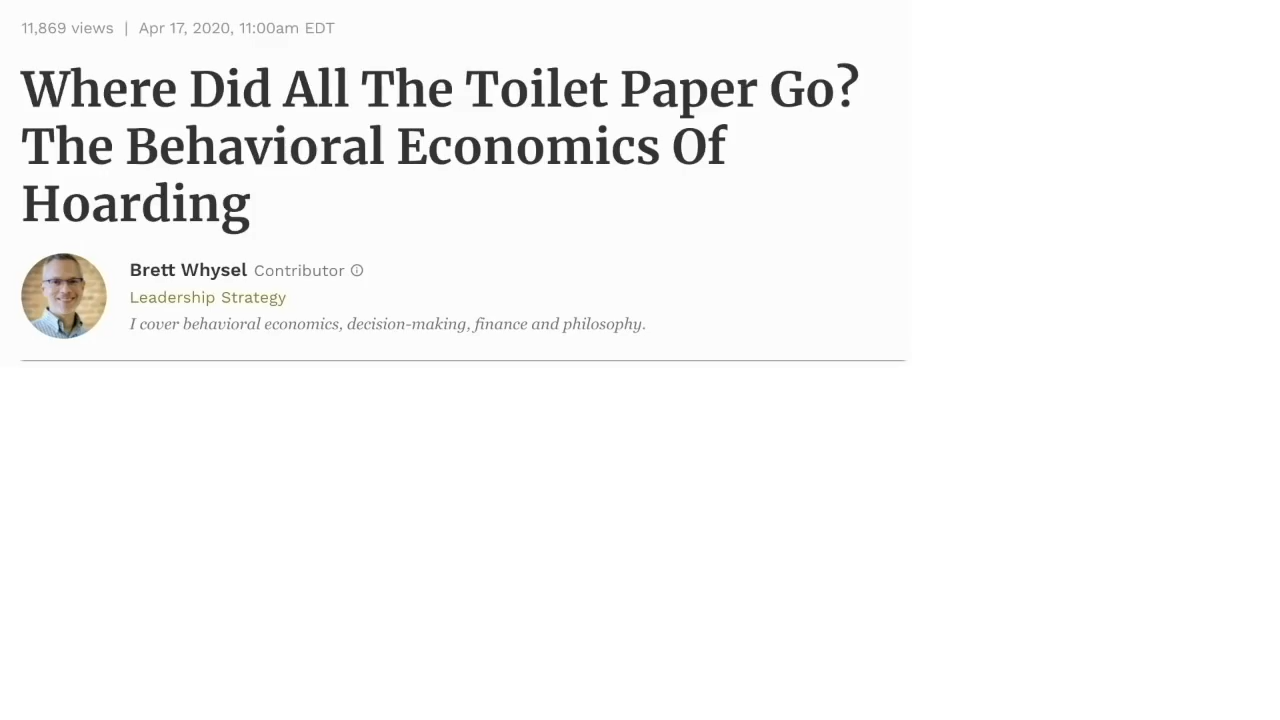 11,869 views | Apr 17, 2020, 11:00am EDT
Where Did All The Toilet Paper Go?
The Behavioral Economics Of
Hoarding
Brett Whysel Contributor
Leadership Strategy
I cover behavioral economics, decision-making, finance and philosophy.